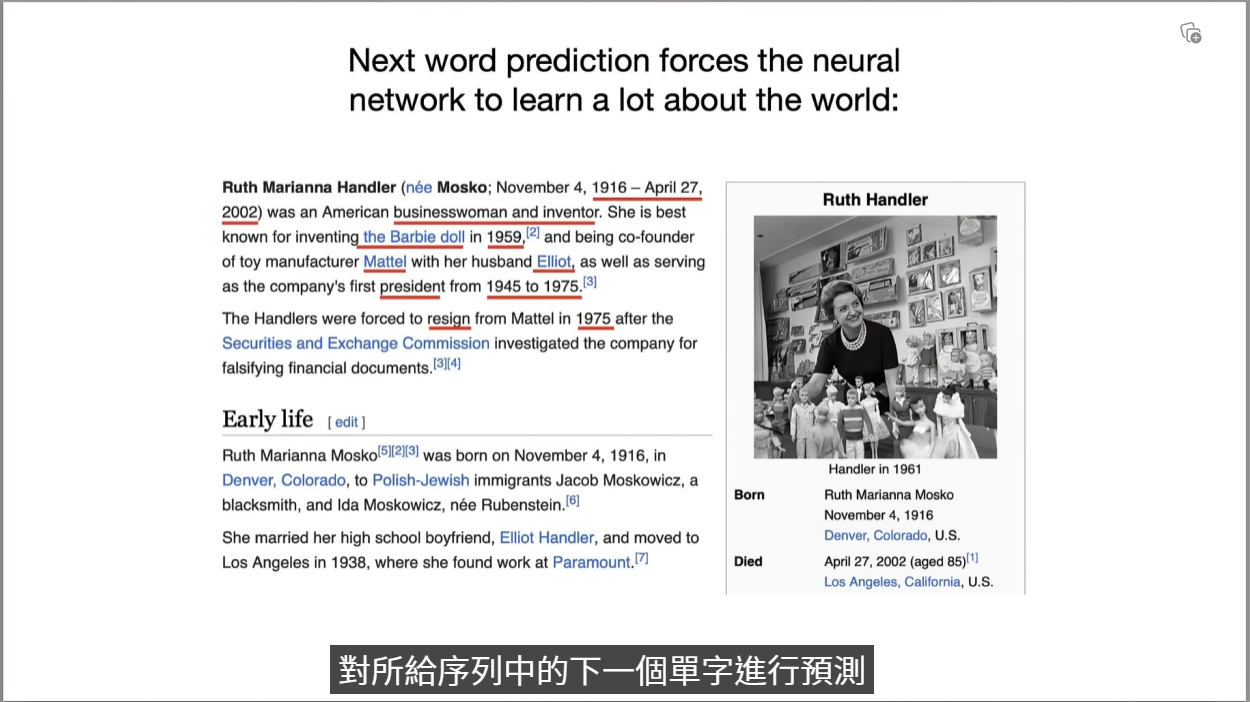 Next word prediction forces the neural
network to learn a lot about the world:
Ruth Marianna Handler (née Mosko; November 4, 1916 – April 27,
2002) was an American businesswoman and inventor. She is best
known for inventing the Barbie doll in 1959,[2] and being co-founder
of toy manufacturer Mattel with her husband Elliot, as well as serving
as the company's first president from 1945 to 1975.[3]
The Handlers were forced to resign from Mattel in 1975 after the
Securities and Exchange Commission investigated the company for
falsifying financial documents.[3][4]
Early life [ edit ]
Ruth Marianna Mosko[5][2][3] was born on November 4, 1916, in
Denver, Colorado, to Polish-Jewish immigrants Jacob Moskowicz, a
blacksmith, and Ida Moskowicz, née Rubenstein.[6]
She married her high school boyfriend, Elliot Handler, and moved to
Los Angeles in 1938, where she found work at Paramount.[7]
Ruth Handler
Handler in 1961
Born Ruth Marianna Mosko
November 4, 1916
Denver, Colorado, U.S.
Died April 27, 2002 (aged 85)[1]
Los Angeles, California, U.S.
對所給序列中的下一個單字進行預測